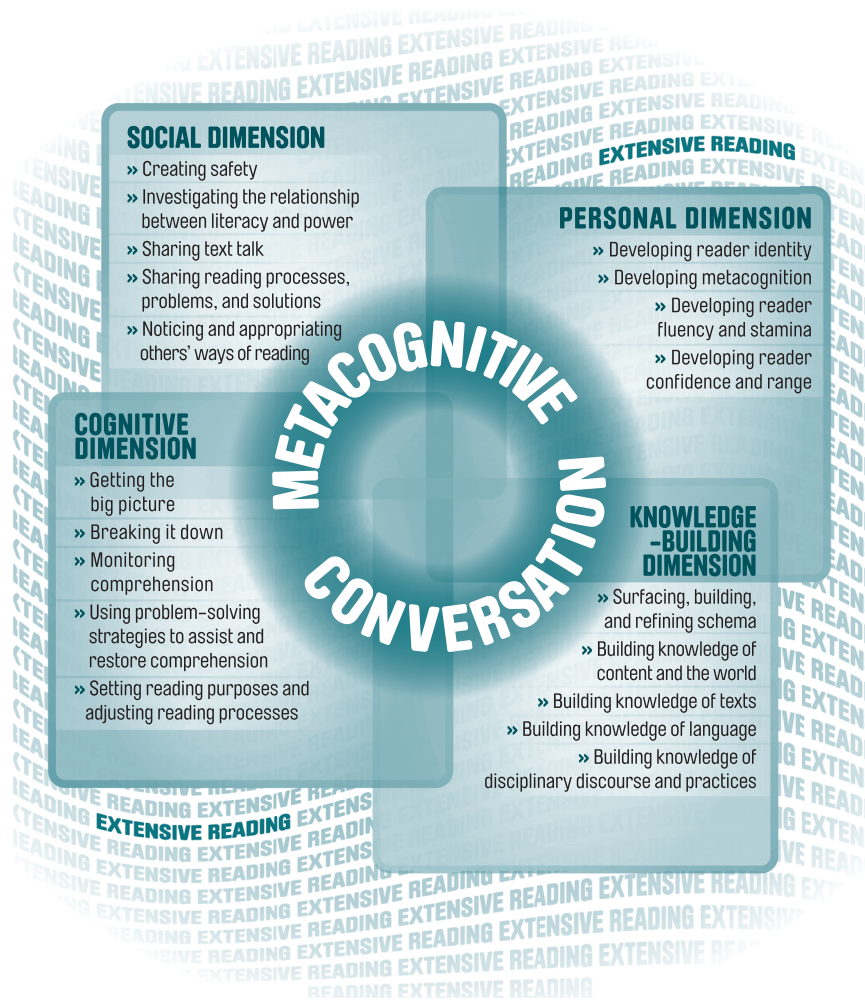 EXTENSIVE READING
SOCIAL DIMENSION
» Creating safety
» Investigating the relationship
between literacy and power
» Sharing text talk
» Sharing reading processes,
problems, and solutions
» Noticing and appropriating
others’ ways of reading
PERSONAL DIMENSION
» Developing reader identity
» Developing metacognition
» Developing reader
fluency and stamina
» Developing reader
confidence and range
METACOGNITIVE
CONVERSATION
COGNITIVE
DIMENSION
» Getting the
big picture
» Breaking it down
» Monitoring
comprehension
» Using problem-solving
strategies to assist and
restore comprehension
» Setting reading purposes and
adjusting reading processes
KNOWLEDGE
-BUILDING
DIMENSION
» Surfacing, building,
and refining schema
» Building knowledge of
content and the world
» Building knowledge of texts
» Building knowledge of language
» Building knowledge of
disciplinary discourse and practices
EXTENSIVE READING